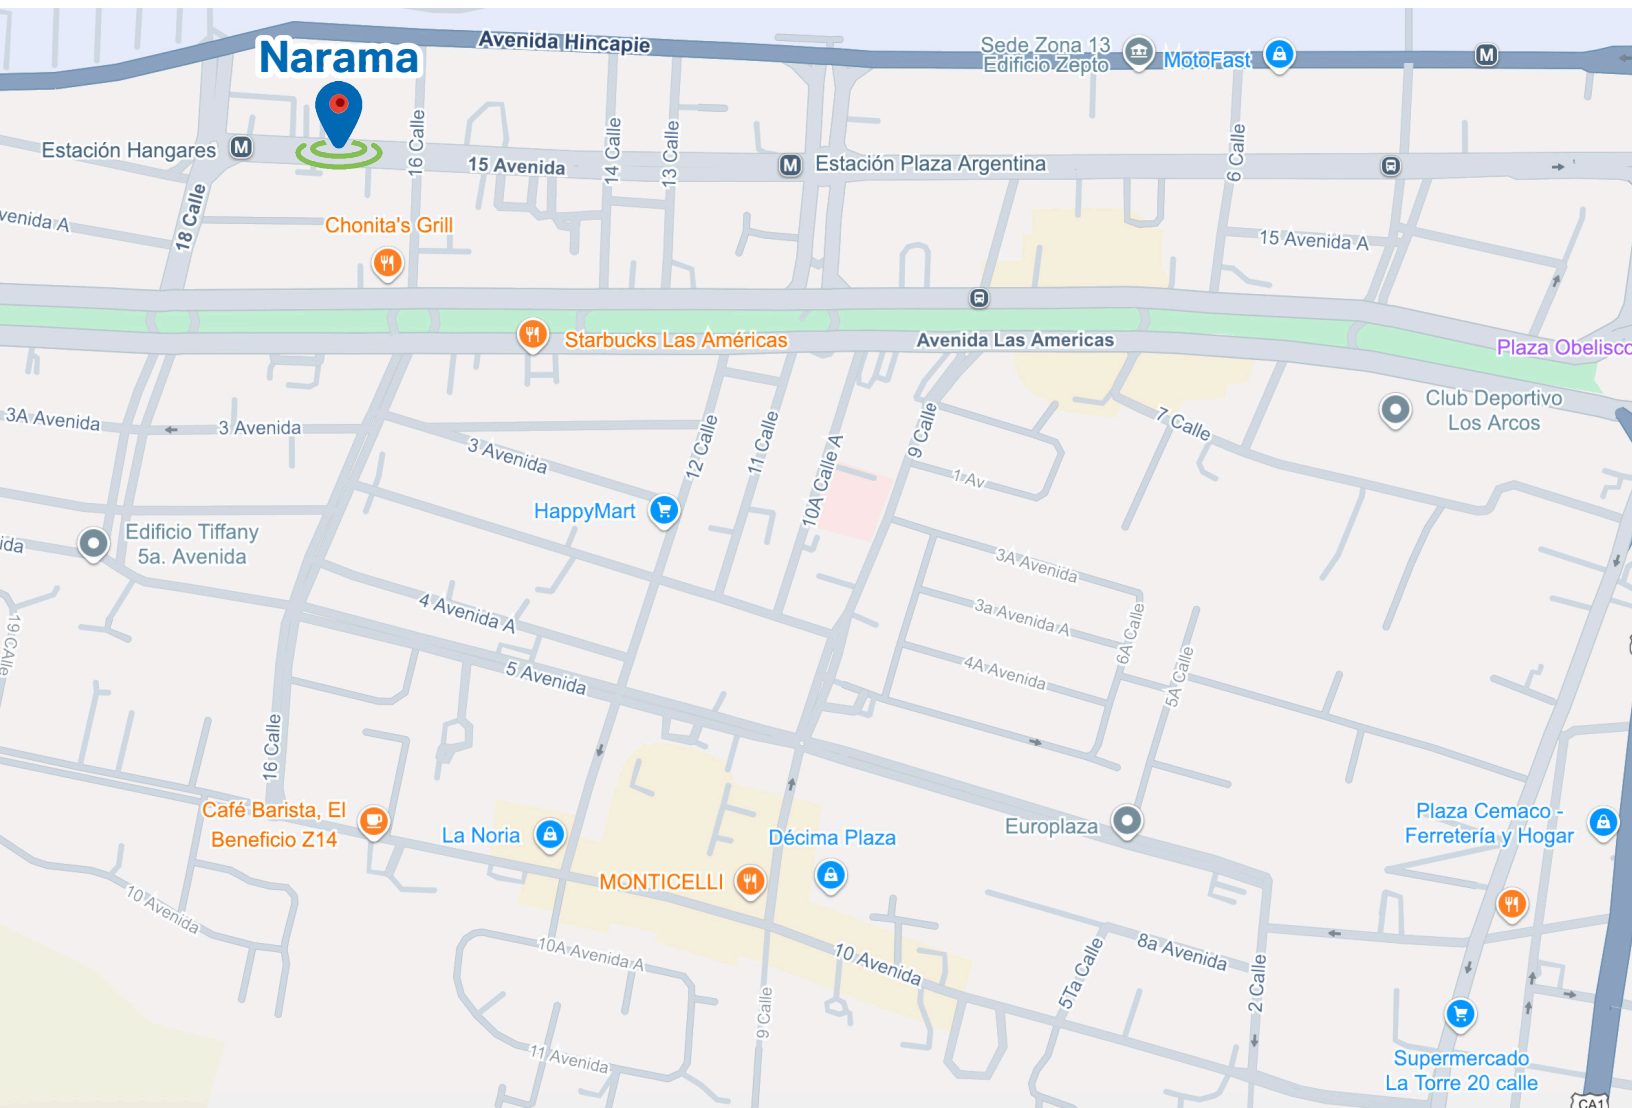 Avenida Hincapie
Narama
Sede Zona 13
Edificio Zepto
MotoFast
M
Estación Hangares
M
16 Calle
15 Avenida
14 Calle
13 Calle
M
Estación Plaza Argentina
6 Calle
venida A
18 Calle
Chonita's Grill
15 Avenida A
Starbucks Las Américas
Avenida Las Americas
Plaza Obelisco
3A Avenida
3 Avenida
3 Avenida
12 Calle
11 Calle
10A Calle A
9 Calle
7 Calle
Club Deportivo
Los Arcos
1 Av
HappyMart
Edificio Tiffany
5a. Avenida
ida
3A Avenida
4 Avenida A
3a Avenida A
6A Calle
19 CAlle
5 Avenida
4A Avenida
5A Calle
16 Calle
Café Barista, El
Beneficio Z14
La Noria
Décima Plaza
Europlaza
Plaza Cemaco -
Ferretería y Hogar
MONTICELLI
10 Avenida
10A Avenida A
10 Avenida
8a Avenida
5Ta Calle
2 Calle
9 Calle
11 Avenida
Supermercado
La Torre 20 calle
CA1